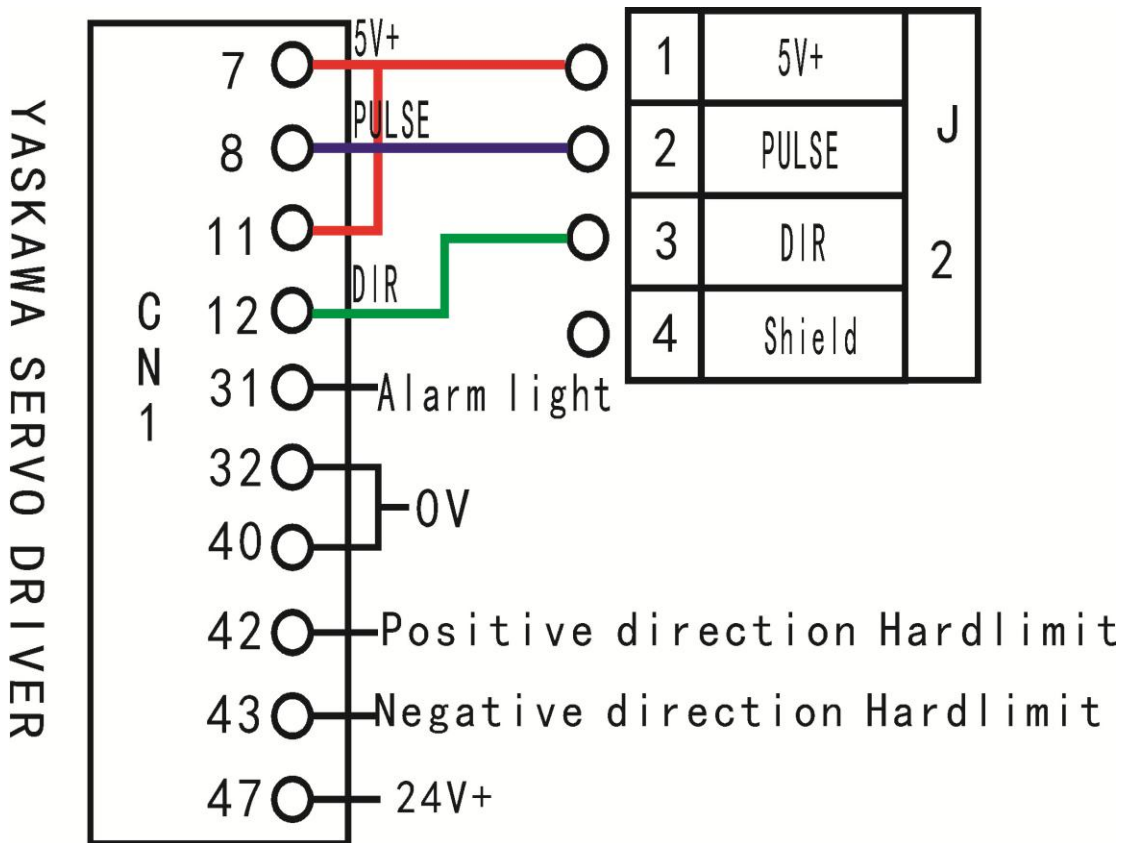 YASKAWA SERVO DRIVER
CN1
7
8
11
12
31
32
40
42
43
47
5V+
PULSE
DIR
Alarm light
0V
Positive direction Hardlimit
Negative direction Hardlimit
24V+
1 5V+
2 PULSE
3 DIR
4 Shield
J2